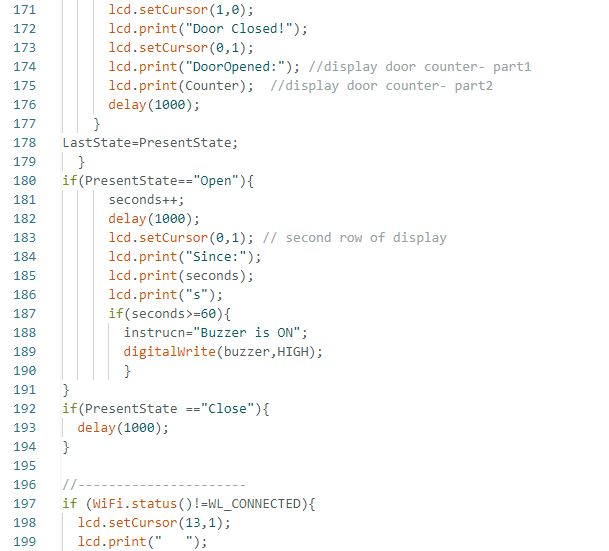 171 lcd.setCursor(1,0);
172 lcd.print("Door Closed!");
173 lcd.setCursor(0,1);
174 lcd.print("DoorOpened:"); //display door counter- part1
175 lcd.print(Counter);  //display door counter- part2
176 delay(1000);
177 }
178 LastState=PresentState;
179 }
180 if(PresentState=="Open"){
181 seconds++;
182 delay(1000);
183 lcd.setCursor(0,1); // second row of display
184 lcd.print("Since:");
185 lcd.print(seconds);
186 lcd.print("s");
187 if(seconds>=60){
188 instrucn="Buzzer is ON";
189 digitalWrite(buzzer,HIGH);
190 }
191 }
192 if(PresentState =="Close"){
193 delay(1000);
194 }
195
196 //----------------------
197 if (WiFi.status()!=WL_CONNECTED){
198 lcd.setCursor(13,1);
199 lcd.print("   ");